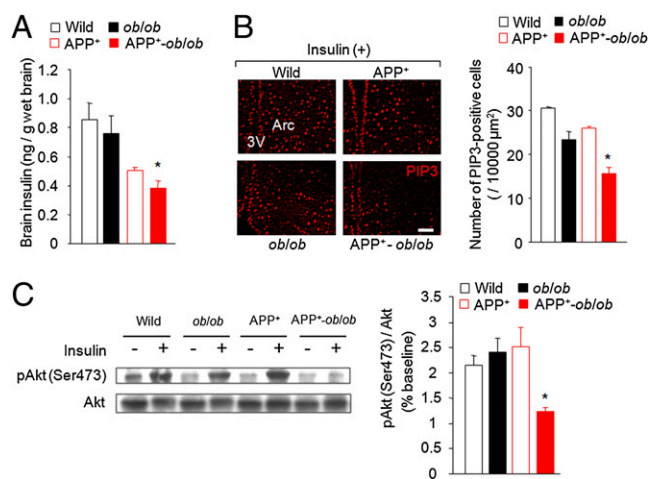 A
Wild
ob/ob
APP⁺
APP⁺-ob/ob
Brain insulin (ng / g wet brain)
1.2
1.0
0.8
0.6
0.4
0.2
0
*
B
Insulin (+)
Wild
APP⁺
Arc
3V
PIP3
ob/ob
APP⁺- ob/ob
Wild
ob/ob
APP⁺
APP⁺-ob/ob
Number of PIP3-positive cells
(/ 10000 µm²)
40
30
20
10
0
*
C
Wild
ob/ob
APP⁺
APP⁺-ob/ob
Insulin
- + - + - + - +
pAkt (Ser473)
Akt
Wild
ob/ob
APP⁺
APP⁺-ob/ob
pAkt (Ser473) / Akt
(% baseline)
3.5
3
2.5
2
1.5
1
0.5
0
*